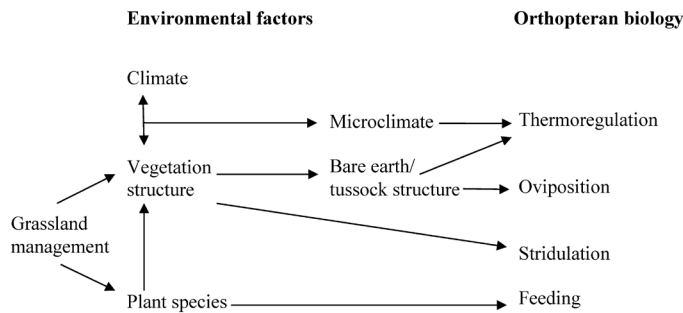 Environmental factors
Orthopteran biology
Climate
Microclimate
Thermoregulation
Vegetation
structure
Bare earth/
tussock structure
Oviposition
Grassland
management
Stridulation
Plant species
Feeding